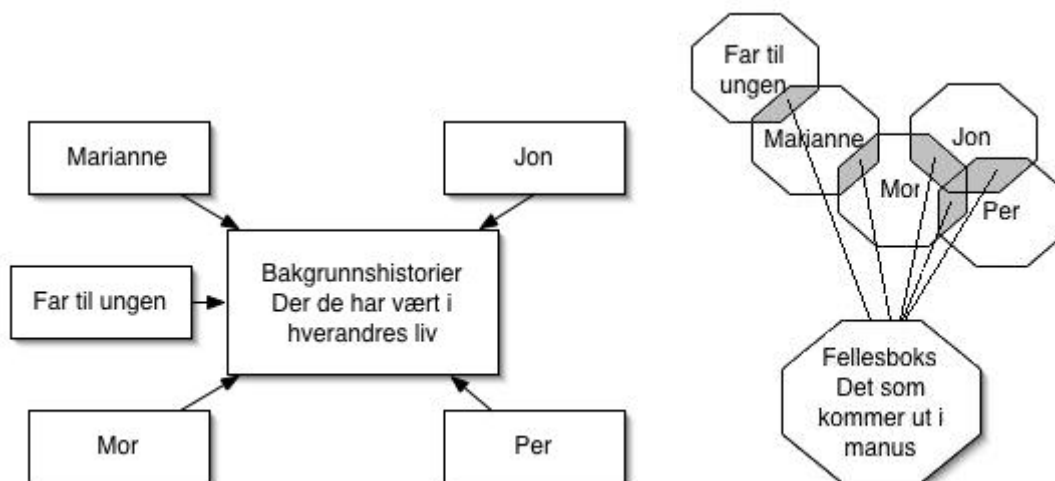 Marianne
Jon
Far til ungen
Bakgrunnshistorier
Der de har vært i
hverandres liv
Mor
Per
Far til
ungen
Marianne
Jon
Mor
Per
Fellesboks
Det som
kommer ut i
manus